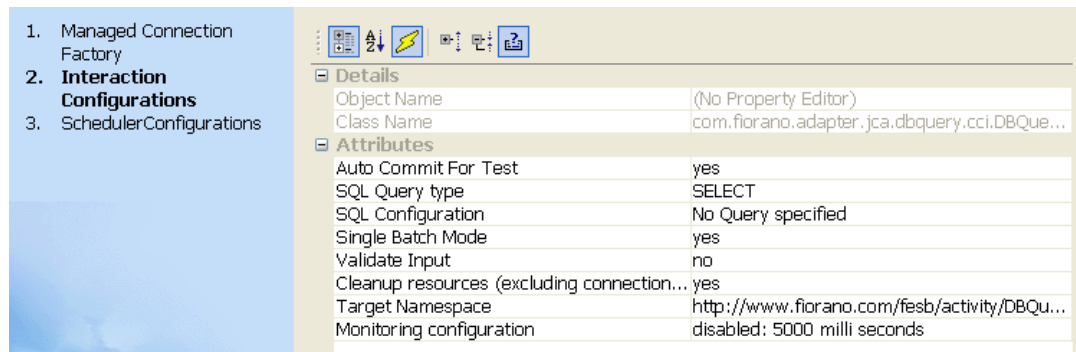 1. Managed Connection
Factory
2. Interaction
Configurations
3. SchedulerConfigurations
Details
Object Name (No Property Editor)
Class Name com.fiorano.adapter.jca.dbquery.cci.DBQue...
Attributes
Auto Commit For Test yes
SQL Query type SELECT
SQL Configuration No Query specified
Single Batch Mode yes
Validate Input no
Cleanup resources (excluding connection... yes
Target Namespace http://www.fiorano.com/fesb/activity/DBQu...
Monitoring configuration disabled: 5000 milli seconds